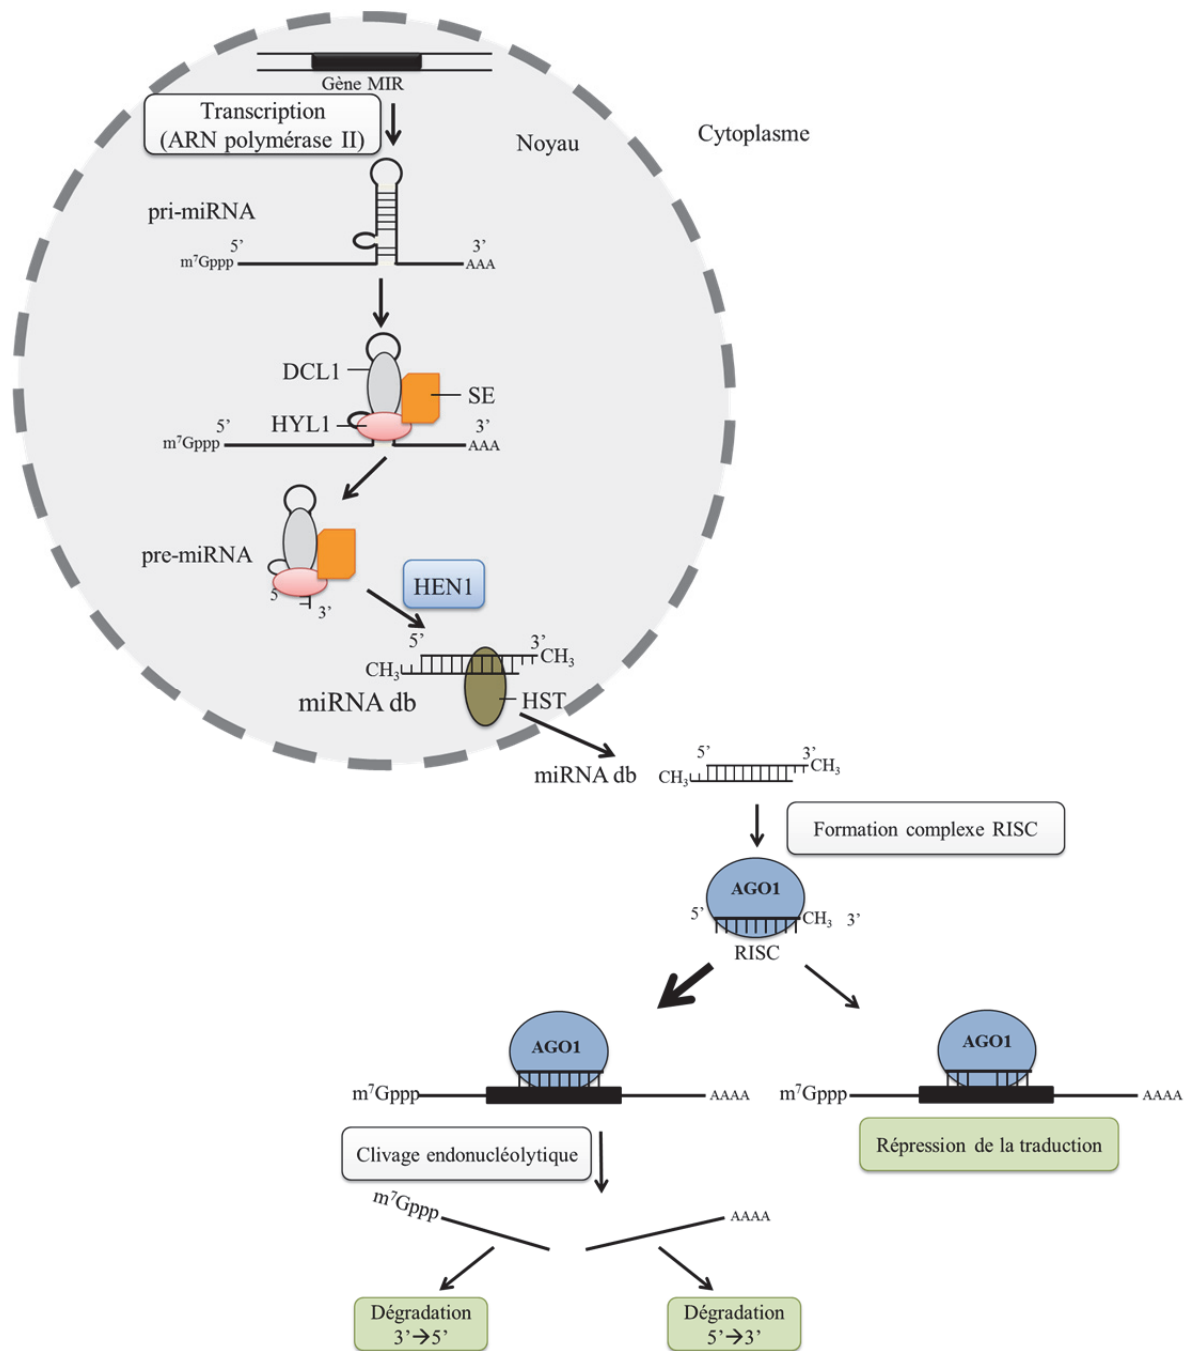 Gène MIR
Transcription
(ARN polymérase II)
Noyau
Cytoplasme
pri-miRNA
5’ 3’
m⁷Gppp AAA
DCL1
SE
HYL1
5’ 3’
m⁷Gppp AAA
pre-miRNA
5 3’
HEN1
5’ 3’
CH₃ CH₃
miRNA db
HST
miRNA db
5’ 3’
CH₃ CH₃
Formation complexe RISC
AGO1
5’ CH₃ 3’
RISC
AGO1
m⁷Gppp AAAA
AGO1
m⁷Gppp AAAA
Clivage endonucléolytique
Répression de la traduction
m⁷Gppp AAAA
Dégradation
3’→5’
Dégradation
5’→3’